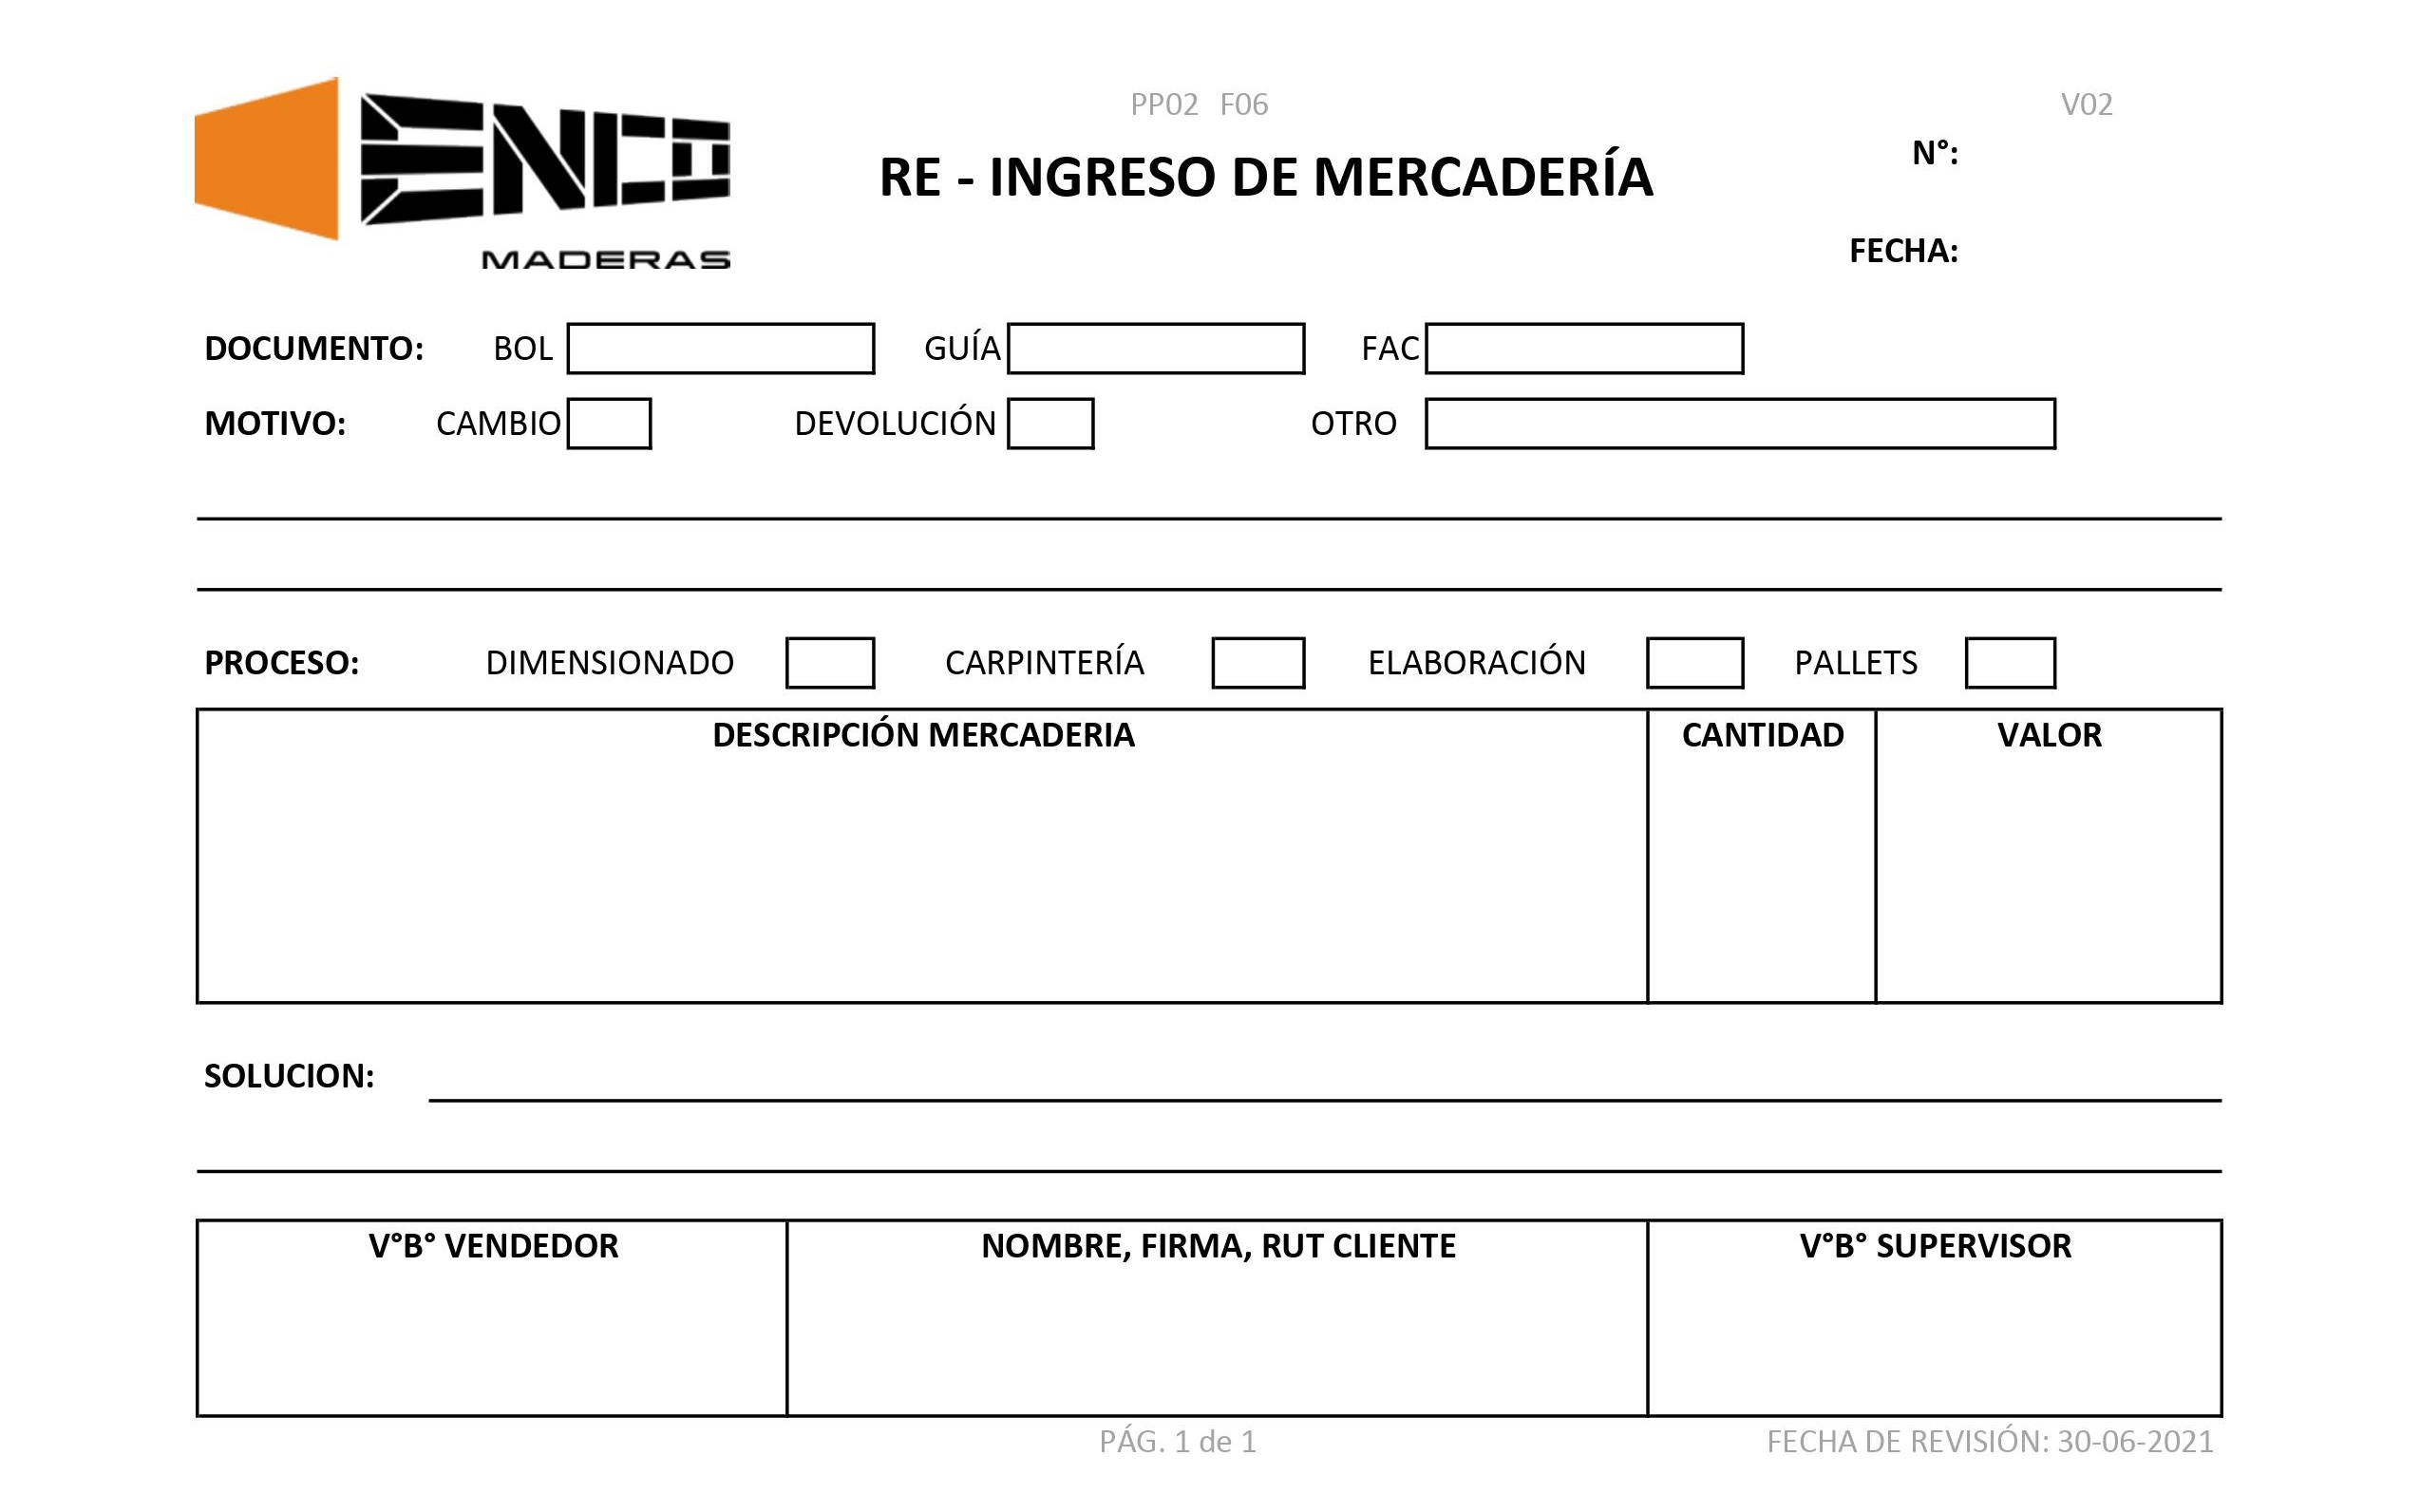 PP02 F06 V02
ENCO
MADERAS
RE - INGRESO DE MERCADERÍA
N°:
FECHA:
DOCUMENTO: BOL GUÍA FAC
MOTIVO: CAMBIO DEVOLUCIÓN OTRO
PROCESO: DIMENSIONADO CARPINTERÍA ELABORACIÓN PALLETS
DESCRIPCIÓN MERCADERIA CANTIDAD VALOR
SOLUCION:
V°B° VENDEDOR NOMBRE, FIRMA, RUT CLIENTE V°B° SUPERVISOR
PÁG. 1 de 1 FECHA DE REVISIÓN: 30-06-2021